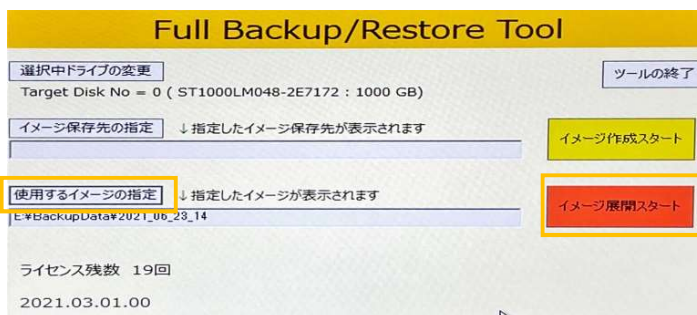 Full Backup/Restore Tool
選択中ドライブの変更
ツールの終了
Target Disk No = 0 ( ST1000LM048-2E7172 : 1000 GB)
イメージ保存先の指定 ↓指定したイメージ保存先が表示されます
イメージ作成スタート
使用するイメージの指定 ↓指定したイメージが表示されます
イメージ展開スタート
E:¥BackupData¥2021_06_23_14
ライセンス残数 19回
2021.03.01.00